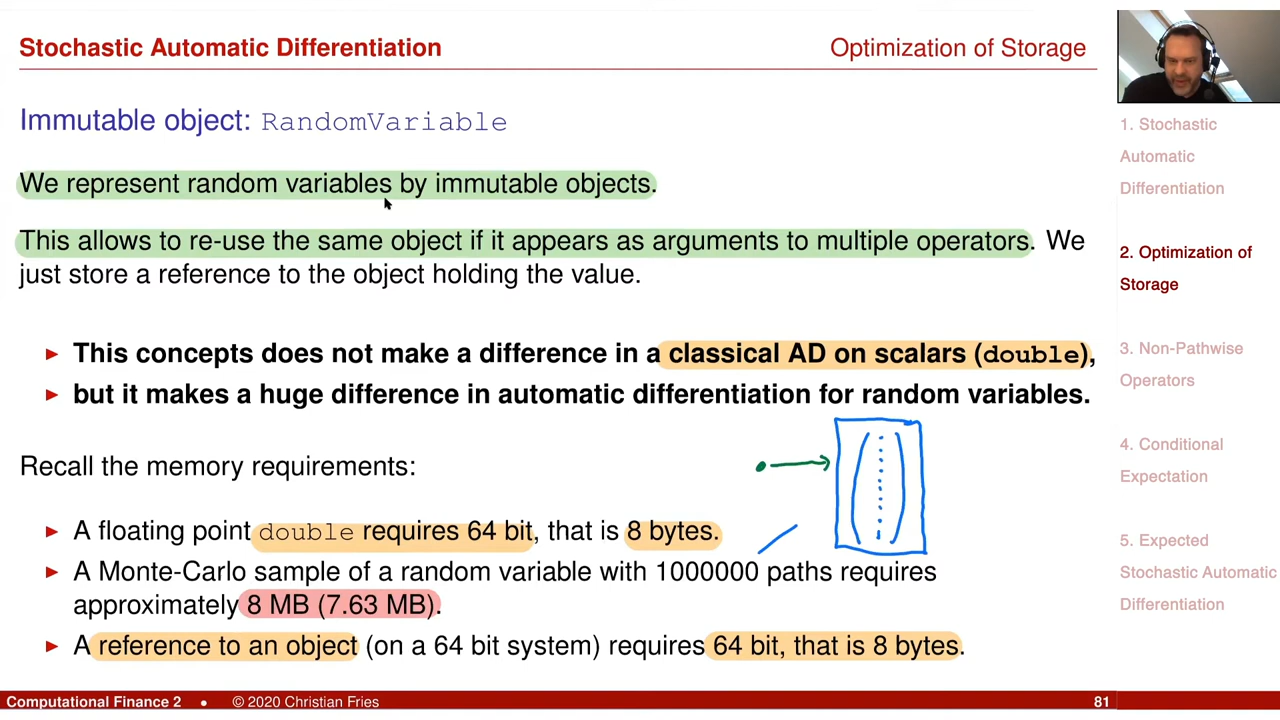 Stochastic Automatic Differentiation
Optimization of Storage
Immutable object: RandomVariable
We represent random variables by immutable objects.
This allows to re-use the same object if it appears as arguments to multiple operators. We
just store a reference to the object holding the value.
▶ This concepts does not make a difference in a classical AD on scalars (double),
▶ but it makes a huge difference in automatic differentiation for random variables.
Recall the memory requirements:
▶ A floating point double requires 64 bit, that is 8 bytes.
▶ A Monte-Carlo sample of a random variable with 1000000 paths requires
approximately 8 MB (7.63 MB).
▶ A reference to an object (on a 64 bit system) requires 64 bit, that is 8 bytes.
1. Stochastic
Automatic
Differentiation
2. Optimization of
Storage
3. Non-Pathwise
Operators
4. Conditional
Expectation
5. Expected
Stochastic Automatic
Differentiation
Computational Finance 2 • © 2020 Christian Fries
81